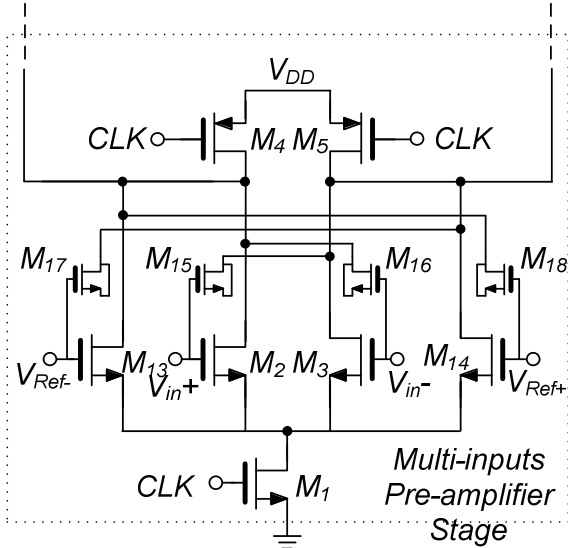 V_DD
CLK M_4 M_5 CLK
M_17 M_15 M_16 M_18
V_Ref- M_13 V_in+ M_2 M_3 V_in- M_14 V_Ref+
CLK M_1
Multi-inputs
Pre-amplifier
Stage